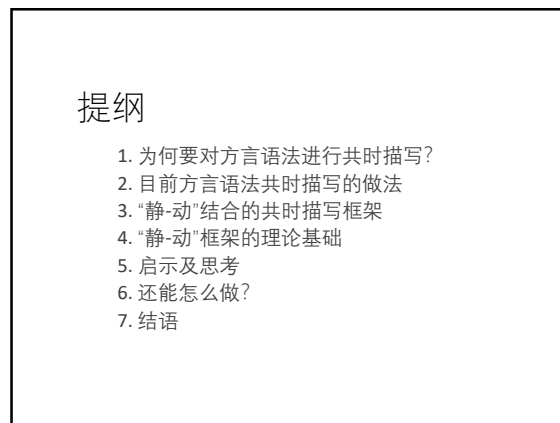 提纲
1. 为何要对方言语法进行共时描写？
2. 目前方言语法共时描写的做法
3. “静-动”结合的共时描写框架
4. “静-动”框架的理论基础
5. 启示及思考
6. 还能怎么做？
7. 结语